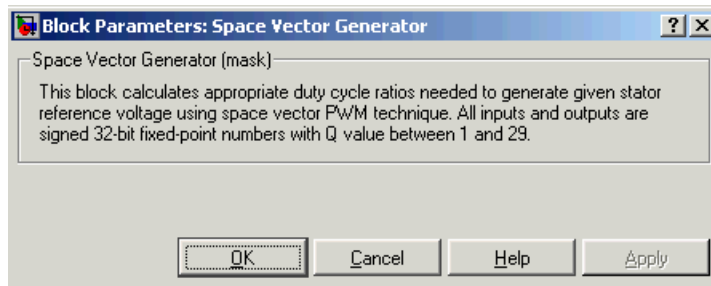 Block Parameters: Space Vector Generator
Space Vector Generator (mask)
This block calculates appropriate duty cycle ratios needed to generate given stator
reference voltage using space vector PWM technique. All inputs and outputs are
signed 32-bit fixed-point numbers with Q value between 1 and 29.
OK Cancel Help Apply